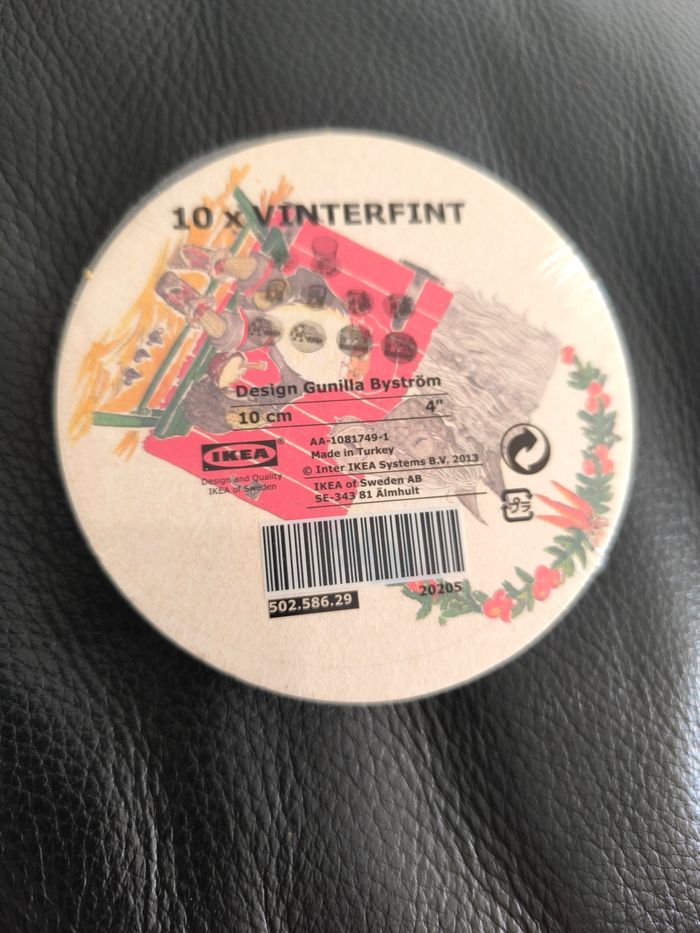 10 x VINTERFINT
Design Gunilla Byström
10 cm 4"
IKEA®
Design and Quality
IKEA of Sweden
AA-1081749-1
Made in Turkey
© Inter IKEA Systems B.V. 2013
IKEA of Sweden AB
SE-343 81 Älmhult
502.586.29
20205